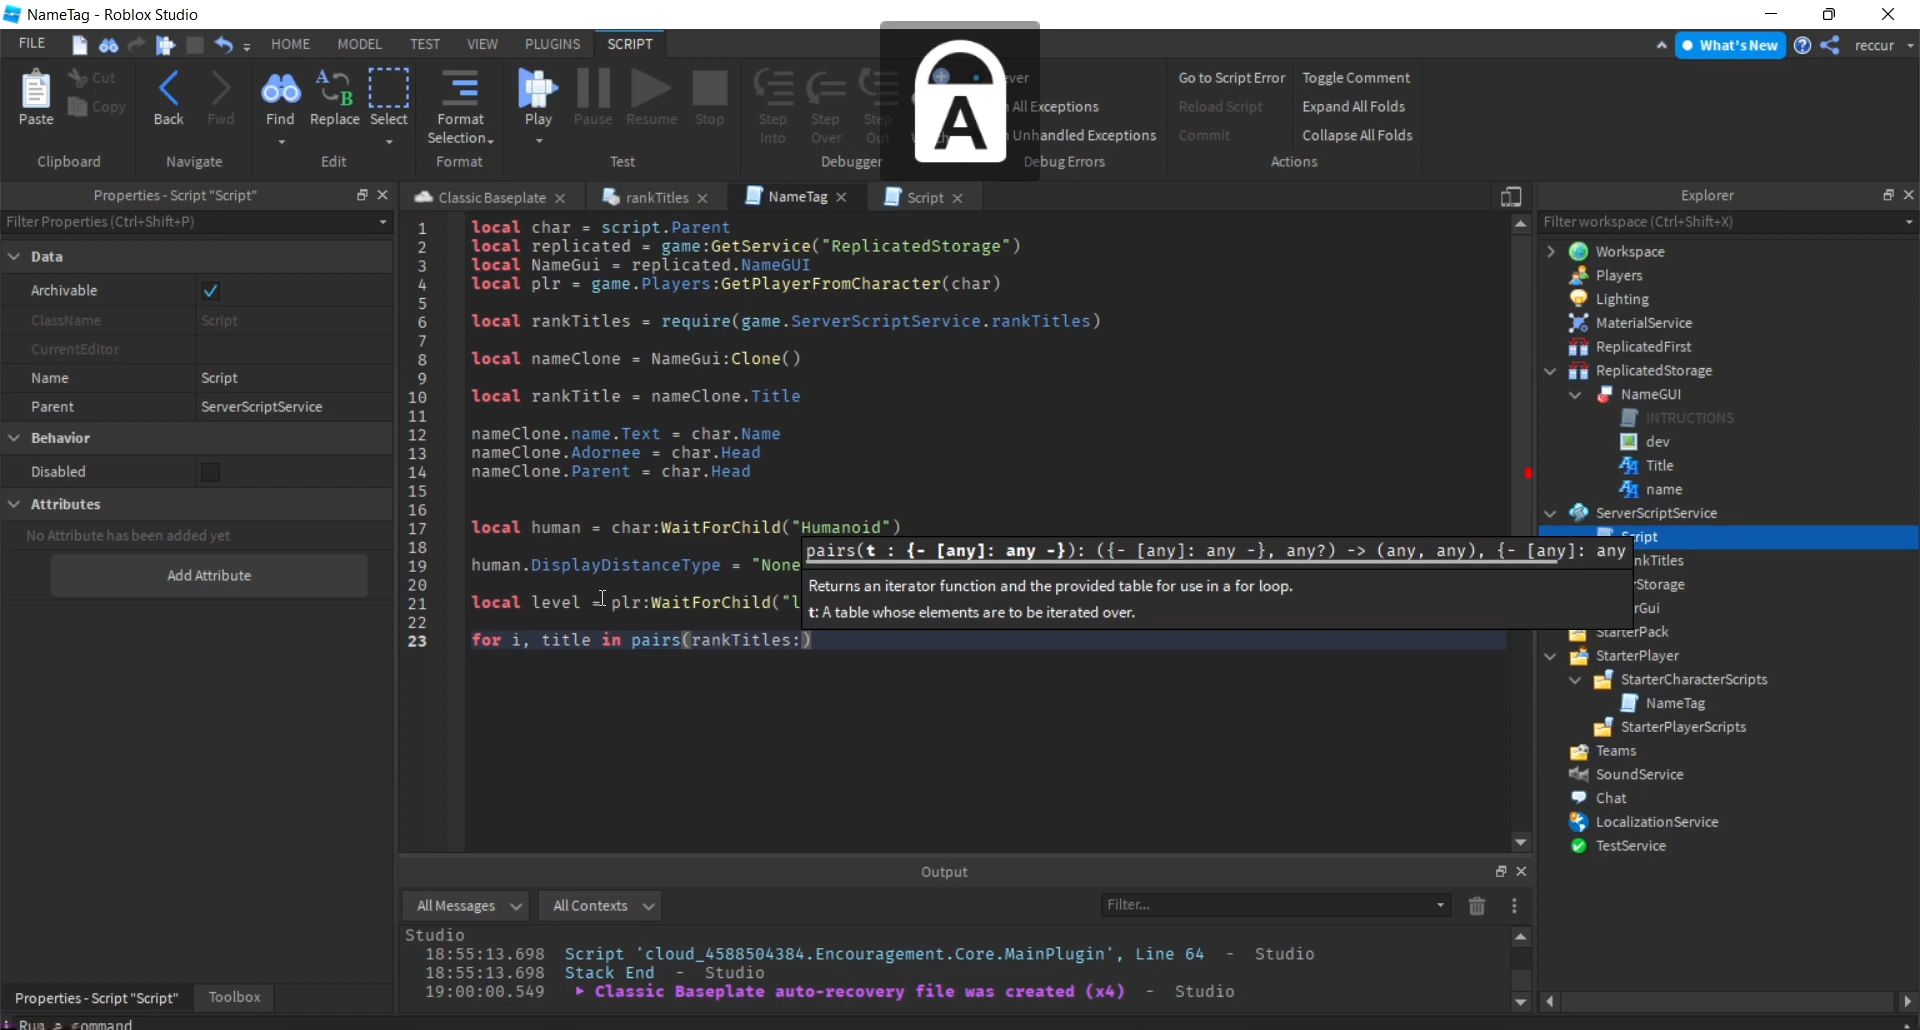 NameTag - Roblox Studio
FILE HOME MODEL TEST VIEW PLUGINS SCRIPT What's New reccur
Paste Cut Copy Back Fwd Find Replace Select Format Selection Play Pause Resume Stop Step Into Step Over Step Out
Clipboard Navigate Edit Format Test Debugger Debug Errors Actions
A
All Exceptions
Unhandled Exceptions
Go to Script Error Toggle Comment
Reload Script Expand All Folds
Commit Collapse All Folds
Properties - Script "Script"
Filter Properties (Ctrl+Shift+P)
Data
Archivable
ClassName Script
CurrentEditor
Name Script
Parent ServerScriptService
Behavior
Disabled
Attributes
No Attribute has been added yet
Add Attribute
Properties - Script "Script" Toolbox
Classic Baseplate rankTitles NameTag Script
1 local char = script.Parent
2 local replicated = game:GetService("ReplicatedStorage")
3 local NameGui = replicated.NameGUI
4 local plr = game.Players:GetPlayerFromCharacter(char)
5
6 local rankTitles = require(game.ServerScriptService.rankTitles)
7
8 local nameClone = NameGui:Clone()
9
10 local rankTitle = nameClone.Title
11
12 nameClone.name.Text = char.Name
13 nameClone.Adornee = char.Head
14 nameClone.Parent = char.Head
15
16
17 local human = char:WaitForChild("Humanoid")
18
19 human.DisplayDistanceType = "None
20
21 local level = plr:WaitForChild("l
22
23 for i, title in pairs(rankTitles:)
pairs(t : {- [any]: any -}): ({- [any]: any -}, any?) -> (any, any), {- [any]: any
Returns an iterator function and the provided table for use in a for loop.
t: A table whose elements are to be iterated over.
Explorer
Filter workspace (Ctrl+Shift+X)
Workspace
Players
Lighting
MaterialService
ReplicatedFirst
ReplicatedStorage
NameGUI
INTRUCTIONS
dev
Title
name
ServerScriptService
Script
nkTitles
rStorage
rGui
StarterPack
StarterPlayer
StarterCharacterScripts
NameTag
StarterPlayerScripts
Teams
SoundService
Chat
LocalizationService
TestService
Output
All Messages All Contexts Filter...
Studio
18:55:13.698 Script 'cloud_4588504384.Encouragement.Core.MainPlugin', Line 64 - Studio
18:55:13.698 Stack End - Studio
19:00:00.549 Classic Baseplate auto-recovery file was created (x4) - Studio
Run a command